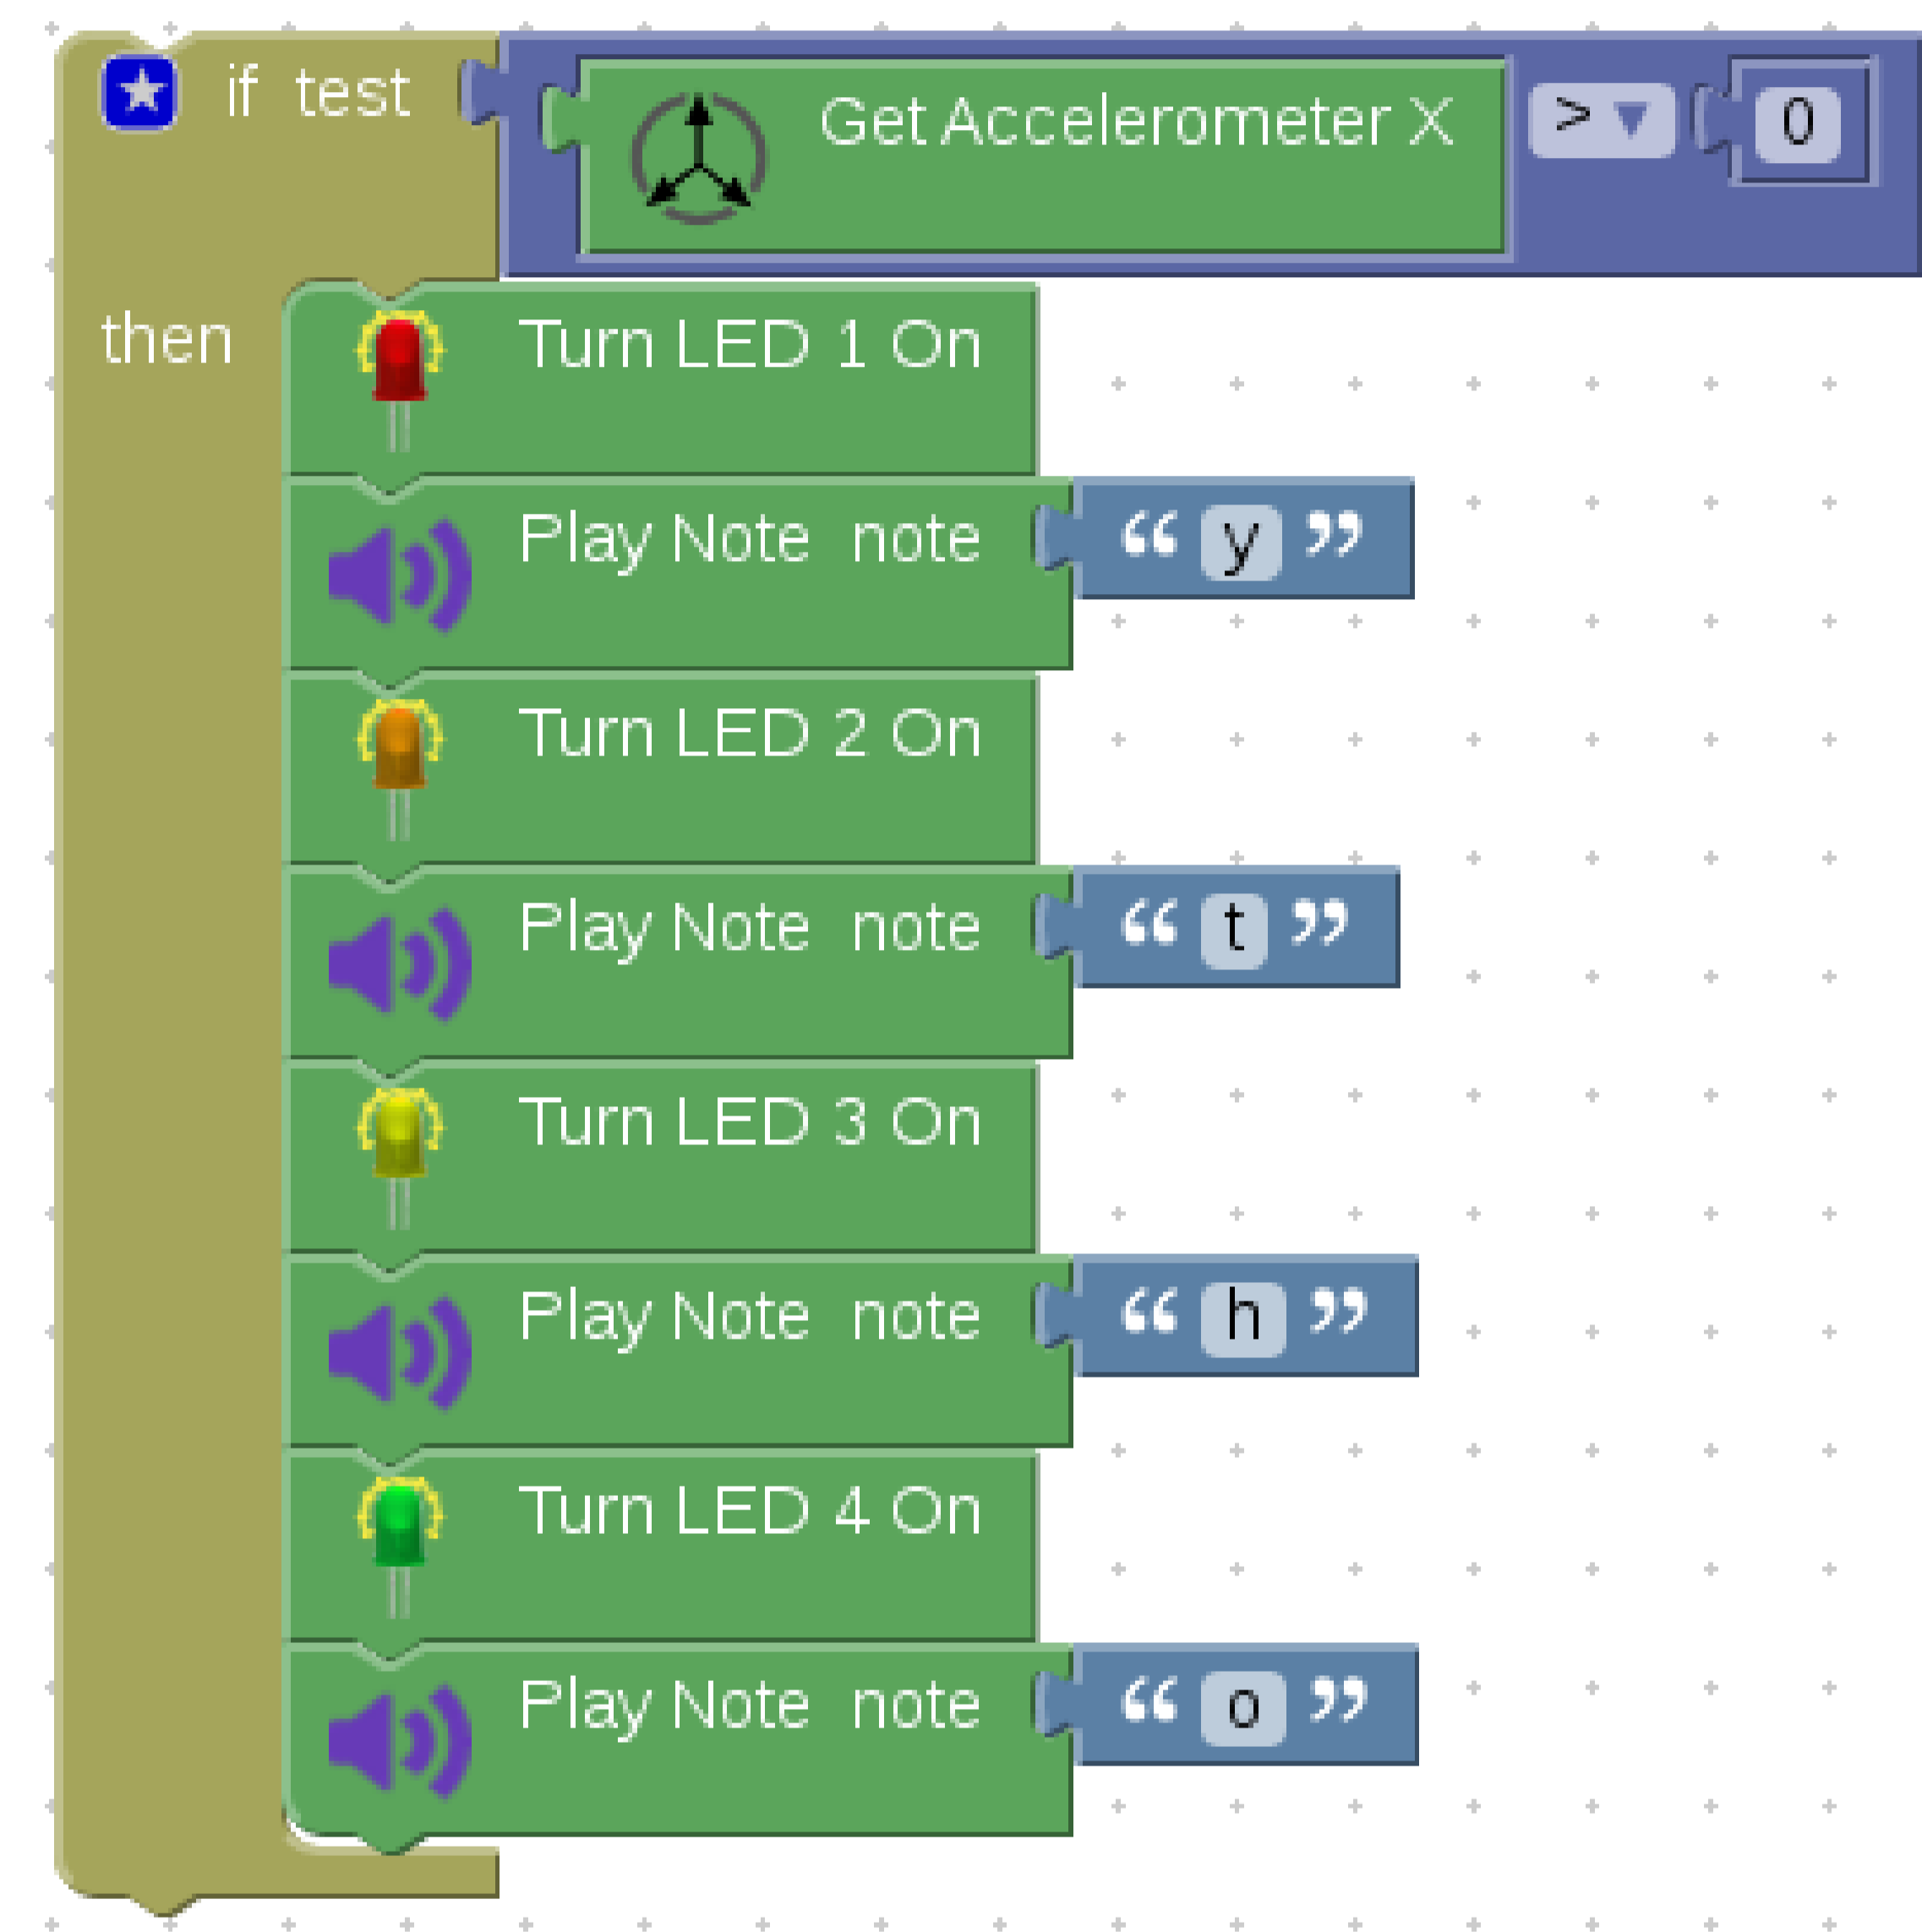 if test Get Accelerometer X > ▼ 0
then Turn LED 1 On
Play Note note “ y ”
Turn LED 2 On
Play Note note “ t ”
Turn LED 3 On
Play Note note “ h ”
Turn LED 4 On
Play Note note “ o ”